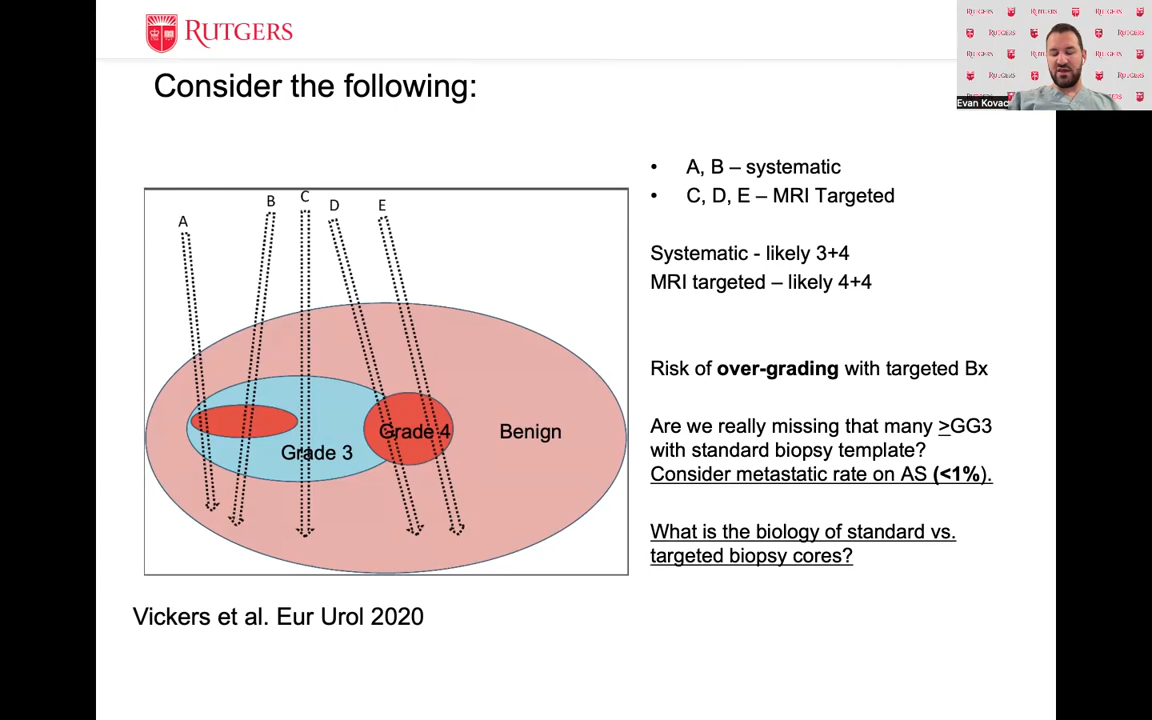 RUTGERS
Consider the following:
Evan Kovac
A
B
C
D
E
Grade 3
Grade 4
Benign
• A, B – systematic
• C, D, E – MRI Targeted
Systematic - likely 3+4
MRI targeted – likely 4+4
Risk of over-grading with targeted Bx
Are we really missing that many >GG3
with standard biopsy template?
Consider metastatic rate on AS (<1%).
What is the biology of standard vs.
targeted biopsy cores?
Vickers et al. Eur Urol 2020